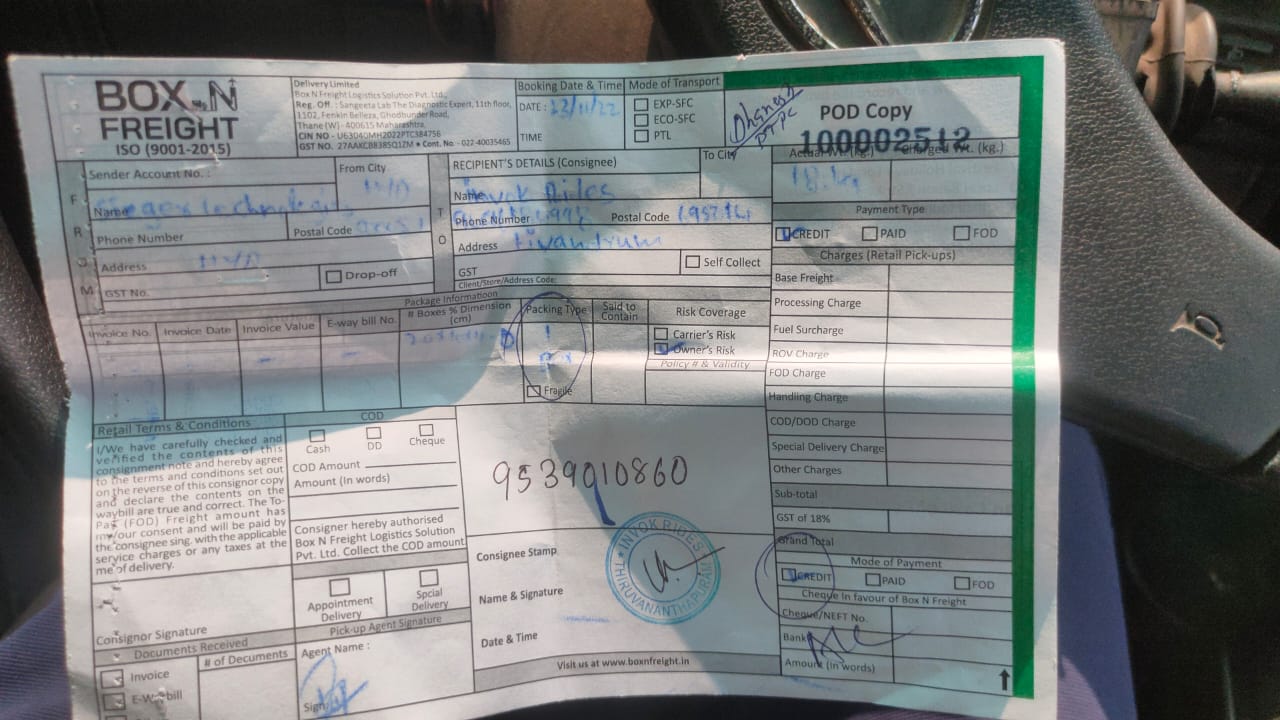 BOX N
FREIGHT
ISO (9001-2015)
Delivery Limited
Box N Freight Logistics Solution Pvt. Ltd.,
Reg. Off. : Sangeeta Lab The Diagnostic Expert, 11th floor,
1102, Fenkin Belleza, Ghodbunder Road,
Thane (W) - 400615 Maharashtra.
CIN NO - U63040MH2022PTC384756
GST NO. 27AAKCB8385Q1ZM • Cont. No. - 022-40035465
Booking Date & Time
DATE : 23/11/22
TIME
Mode of Transport
EXP-SFC
ECO-SFC
PTL
POD Copy
100002512
Sender Account No. :
From City
F
R
M
Name
Phone Number
Postal Code
Address
Drop-off
GST No.
T
O
RECIPIENT'S DETAILS (Consignee)
To City
Name Invok Rides
Phone Number
Postal Code
Address
GST
Self Collect
Client/Store/Address Code:
Actual Wt. (kg.)
Charged Wt. (kg.)
18 kg
Payment Type
CREDIT
PAID
FOD
Charges (Retail Pick-ups)
Base Freight
Processing Charge
Fuel Surcharge
ROV Charge
FOD Charge
Handling Charge
COD/DOD Charge
Special Delivery Charge
Other Charges
Sub-total
GST of 18%
Grand Total
Mode of Payment
CREDIT
PAID
FOD
Cheque In favour of Box N Freight
Cheque/NEFT No.
Bank
Amount (In words)
Package Informatioon
Invoice No.
Invoice Date
Invoice Value
E-way bill No.
# Boxes % Dimension
(cm)
Packing Type
1
Box
Fragile
Said to
Contain
Risk Coverage
Carrier's Risk
Owner's Risk
Policy # & Validity
Retail Terms & Conditions
I/We have carefully checked and
verified the contents of this
consignment note and hereby agree
to the terms and conditions set out
on the reverse of this consignor copy
and declare the contents on the
waybill are true and correct. The To-
Pay (FOD) Freight amount has
my/our consent and will be paid by
the consignee sing. with the applicable
service charges or any taxes at the
me of delivery.
Consignor Signature
Documents Received
Invoice
E-Way bill
# of Documents
COD
Cash
DD
Cheque
COD Amount
Amount (In words)
Consigner hereby authorised
Box N Freight Logistics Solution
Pvt. Ltd. Collect the COD amount
Appointment
Delivery
Spcial
Delivery
Pick-up Agent Signature
Agent Name :
Sign.
9539010860
Consignee Stamp
INVOK RIDES
THIRUVANANTHAPURAM
Name & Signature
Date & Time
Visit us at www.boxnfreight.in